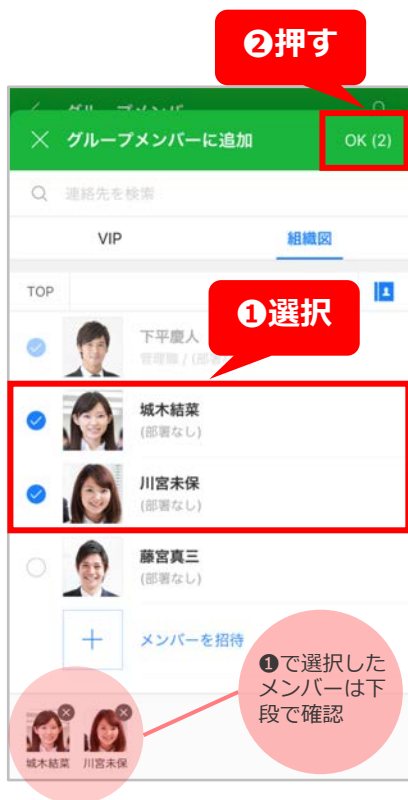 ❷押す
グループメンバーに追加
OK (2)
連絡先を検索
VIP
組織図
TOP
❶選択
下平慶人
管理職 / (部
城木結菜
(部署なし)
川宮未保
(部署なし)
藤宮真三
(部署なし)
メンバーを招待
❶で選択した
メンバーは下
段で確認
城木結菜
川宮未保